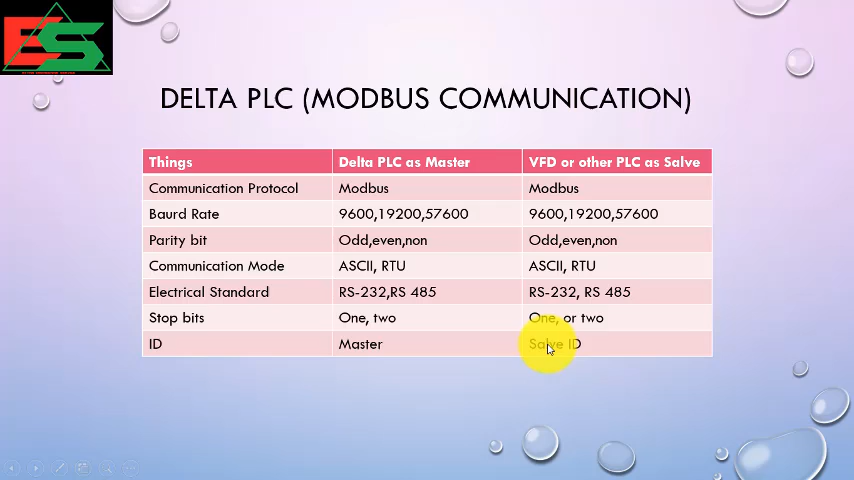 ES
DELTA PLC (MODBUS COMMUNICATION)
Things Delta PLC as Master VFD or other PLC as Salve
Communication Protocol Modbus Modbus
Baurd Rate 9600,19200,57600 9600,19200,57600
Parity bit Odd,even,non Odd,even,non
Communication Mode ASCII, RTU ASCII, RTU
Electrical Standard RS-232,RS 485 RS-232, RS 485
Stop bits One, two One, or two
ID Master Salve ID